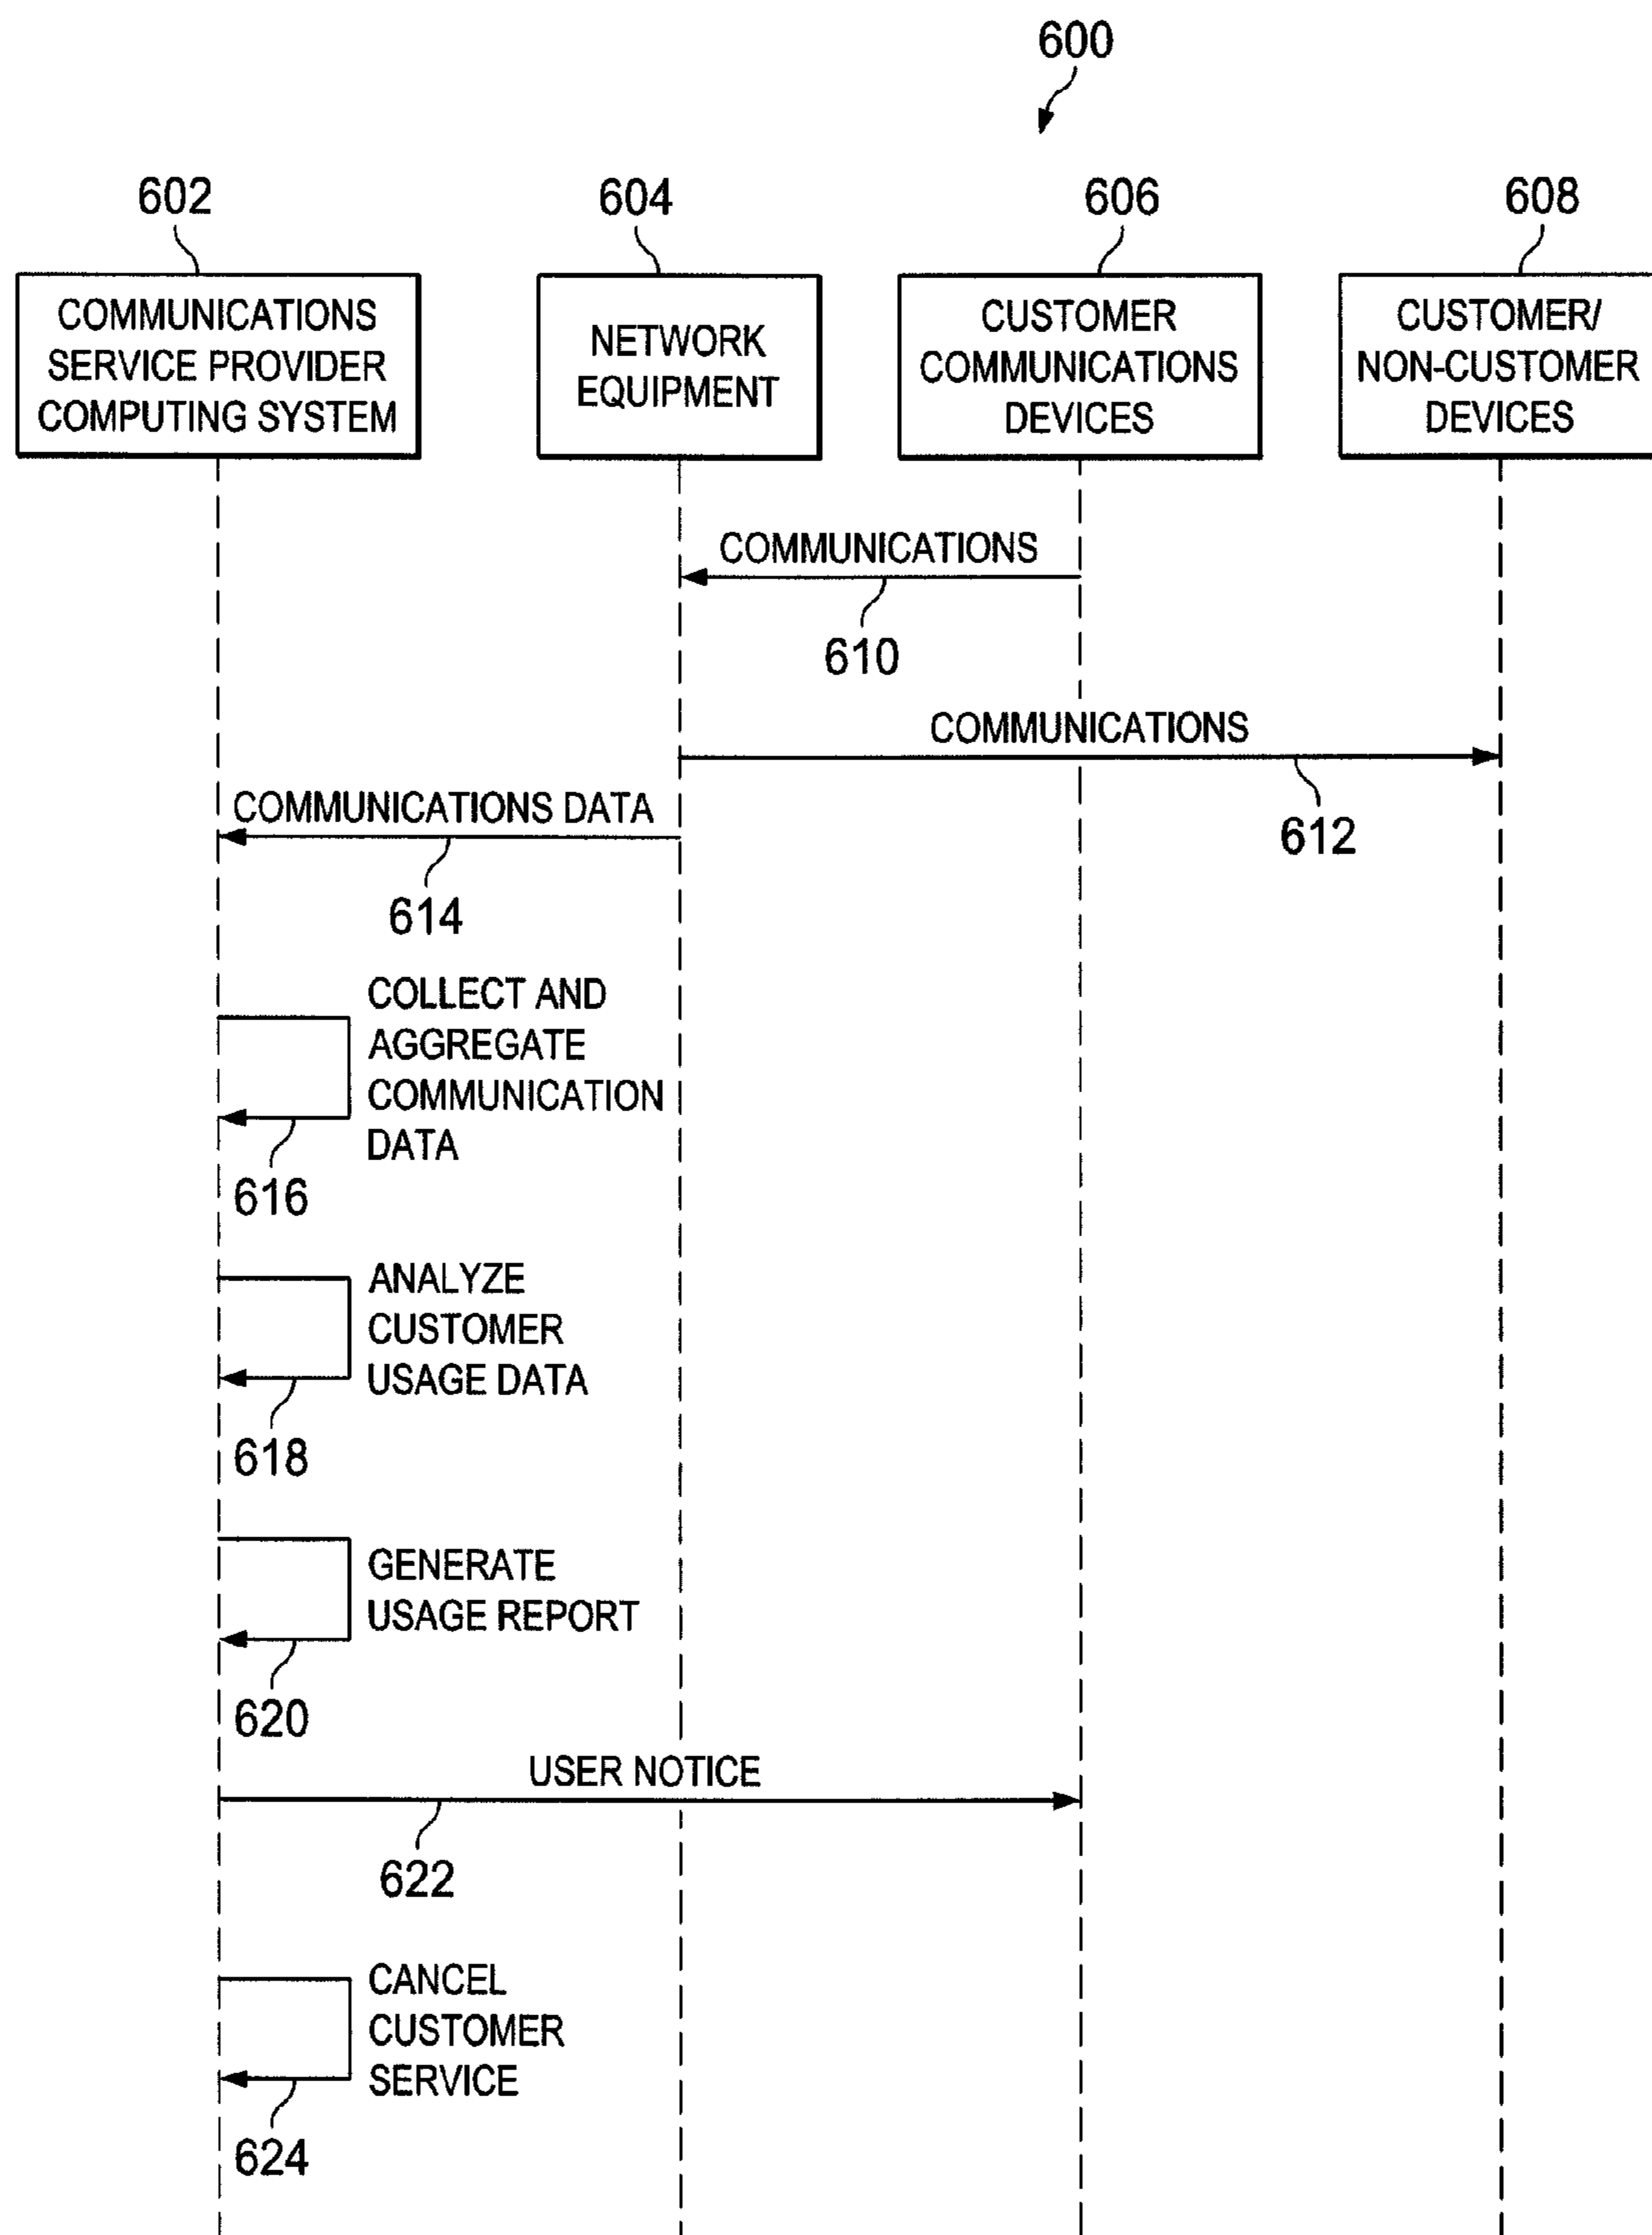 600
602
604
606
608
COMMUNICATIONS
SERVICE PROVIDER
COMPUTING SYSTEM
NETWORK
EQUIPMENT
CUSTOMER
COMMUNICATIONS
DEVICES
CUSTOMER/
NON-CUSTOMER
DEVICES
COMMUNICATIONS
610
COMMUNICATIONS
612
COMMUNICATIONS DATA
614
COLLECT AND
AGGREGATE
COMMUNICATION
DATA
616
ANALYZE
CUSTOMER
USAGE DATA
618
GENERATE
USAGE REPORT
620
USER NOTICE
622
CANCEL
CUSTOMER
SERVICE
624